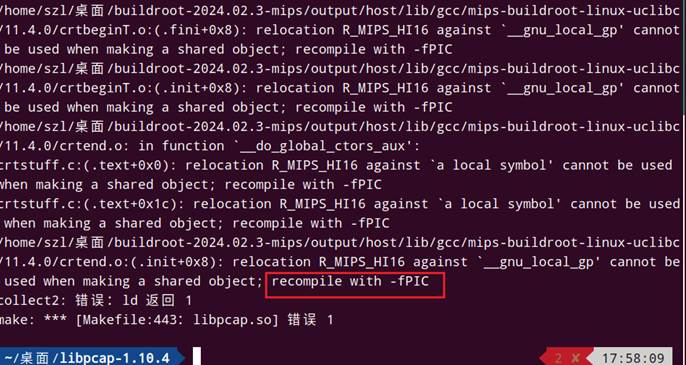 /home/szl/桌面/buildroot-2024.02.3-mips/output/host/lib/gcc/mips-buildroot-linux-uclibc
/11.4.0/crtbeginT.o:(.fini+0x8): relocation R_MIPS_HI16 against `__gnu_local_gp' cannot
be used when making a shared object; recompile with -fPIC
/home/szl/桌面/buildroot-2024.02.3-mips/output/host/lib/gcc/mips-buildroot-linux-uclibc
/11.4.0/crtbeginT.o:(.init+0x8): relocation R_MIPS_HI16 against `__gnu_local_gp' cannot
be used when making a shared object; recompile with -fPIC
/home/szl/桌面/buildroot-2024.02.3-mips/output/host/lib/gcc/mips-buildroot-linux-uclibc
/11.4.0/crtend.o: in function `__do_global_ctors_aux':
crtstuff.c:(.text+0x0): relocation R_MIPS_HI16 against `a local symbol' cannot be used
when making a shared object; recompile with -fPIC
crtstuff.c:(.text+0x1c): relocation R_MIPS_HI16 against `a local symbol' cannot be used
when making a shared object; recompile with -fPIC
/home/szl/桌面/buildroot-2024.02.3-mips/output/host/lib/gcc/mips-buildroot-linux-uclibc
/11.4.0/crtend.o:(.init+0x8): relocation R_MIPS_HI16 against `__gnu_local_gp' cannot be
used when making a shared object; recompile with -fPIC
collect2: 错误：ld 返回 1
make: *** [Makefile:443：libpcap.so] 错误 1
~/桌面/libpcap-1.10.4 2 ✘ 17:58:09